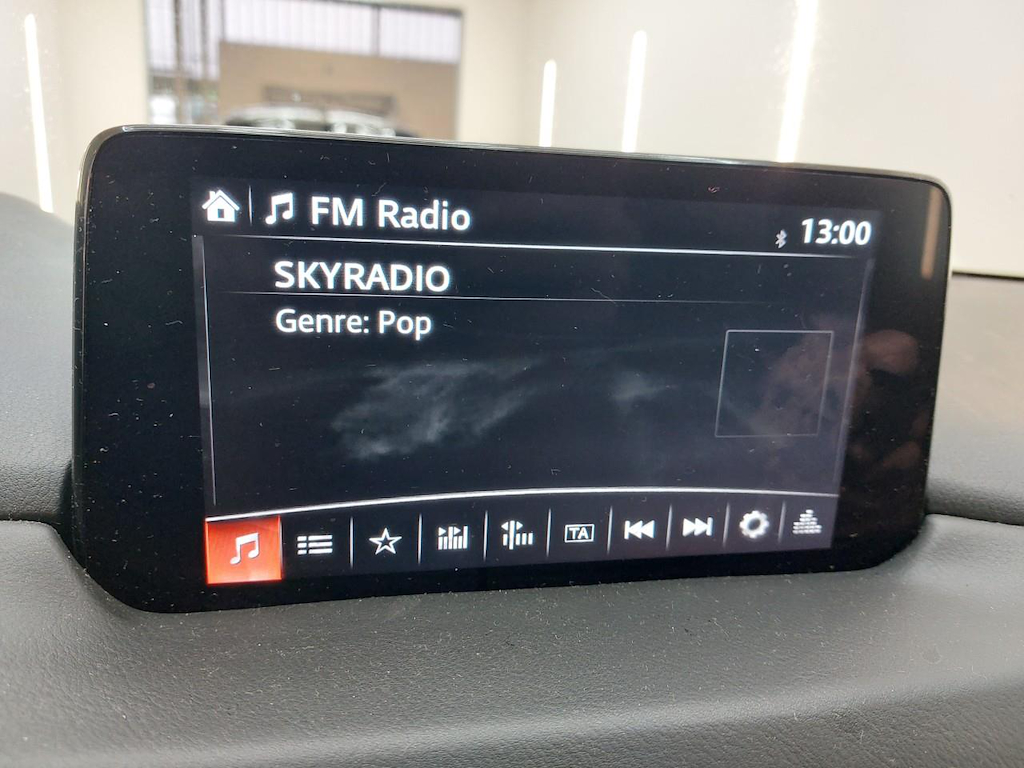 FM Radio
13:00
SKYRADIO
Genre: Pop
TA